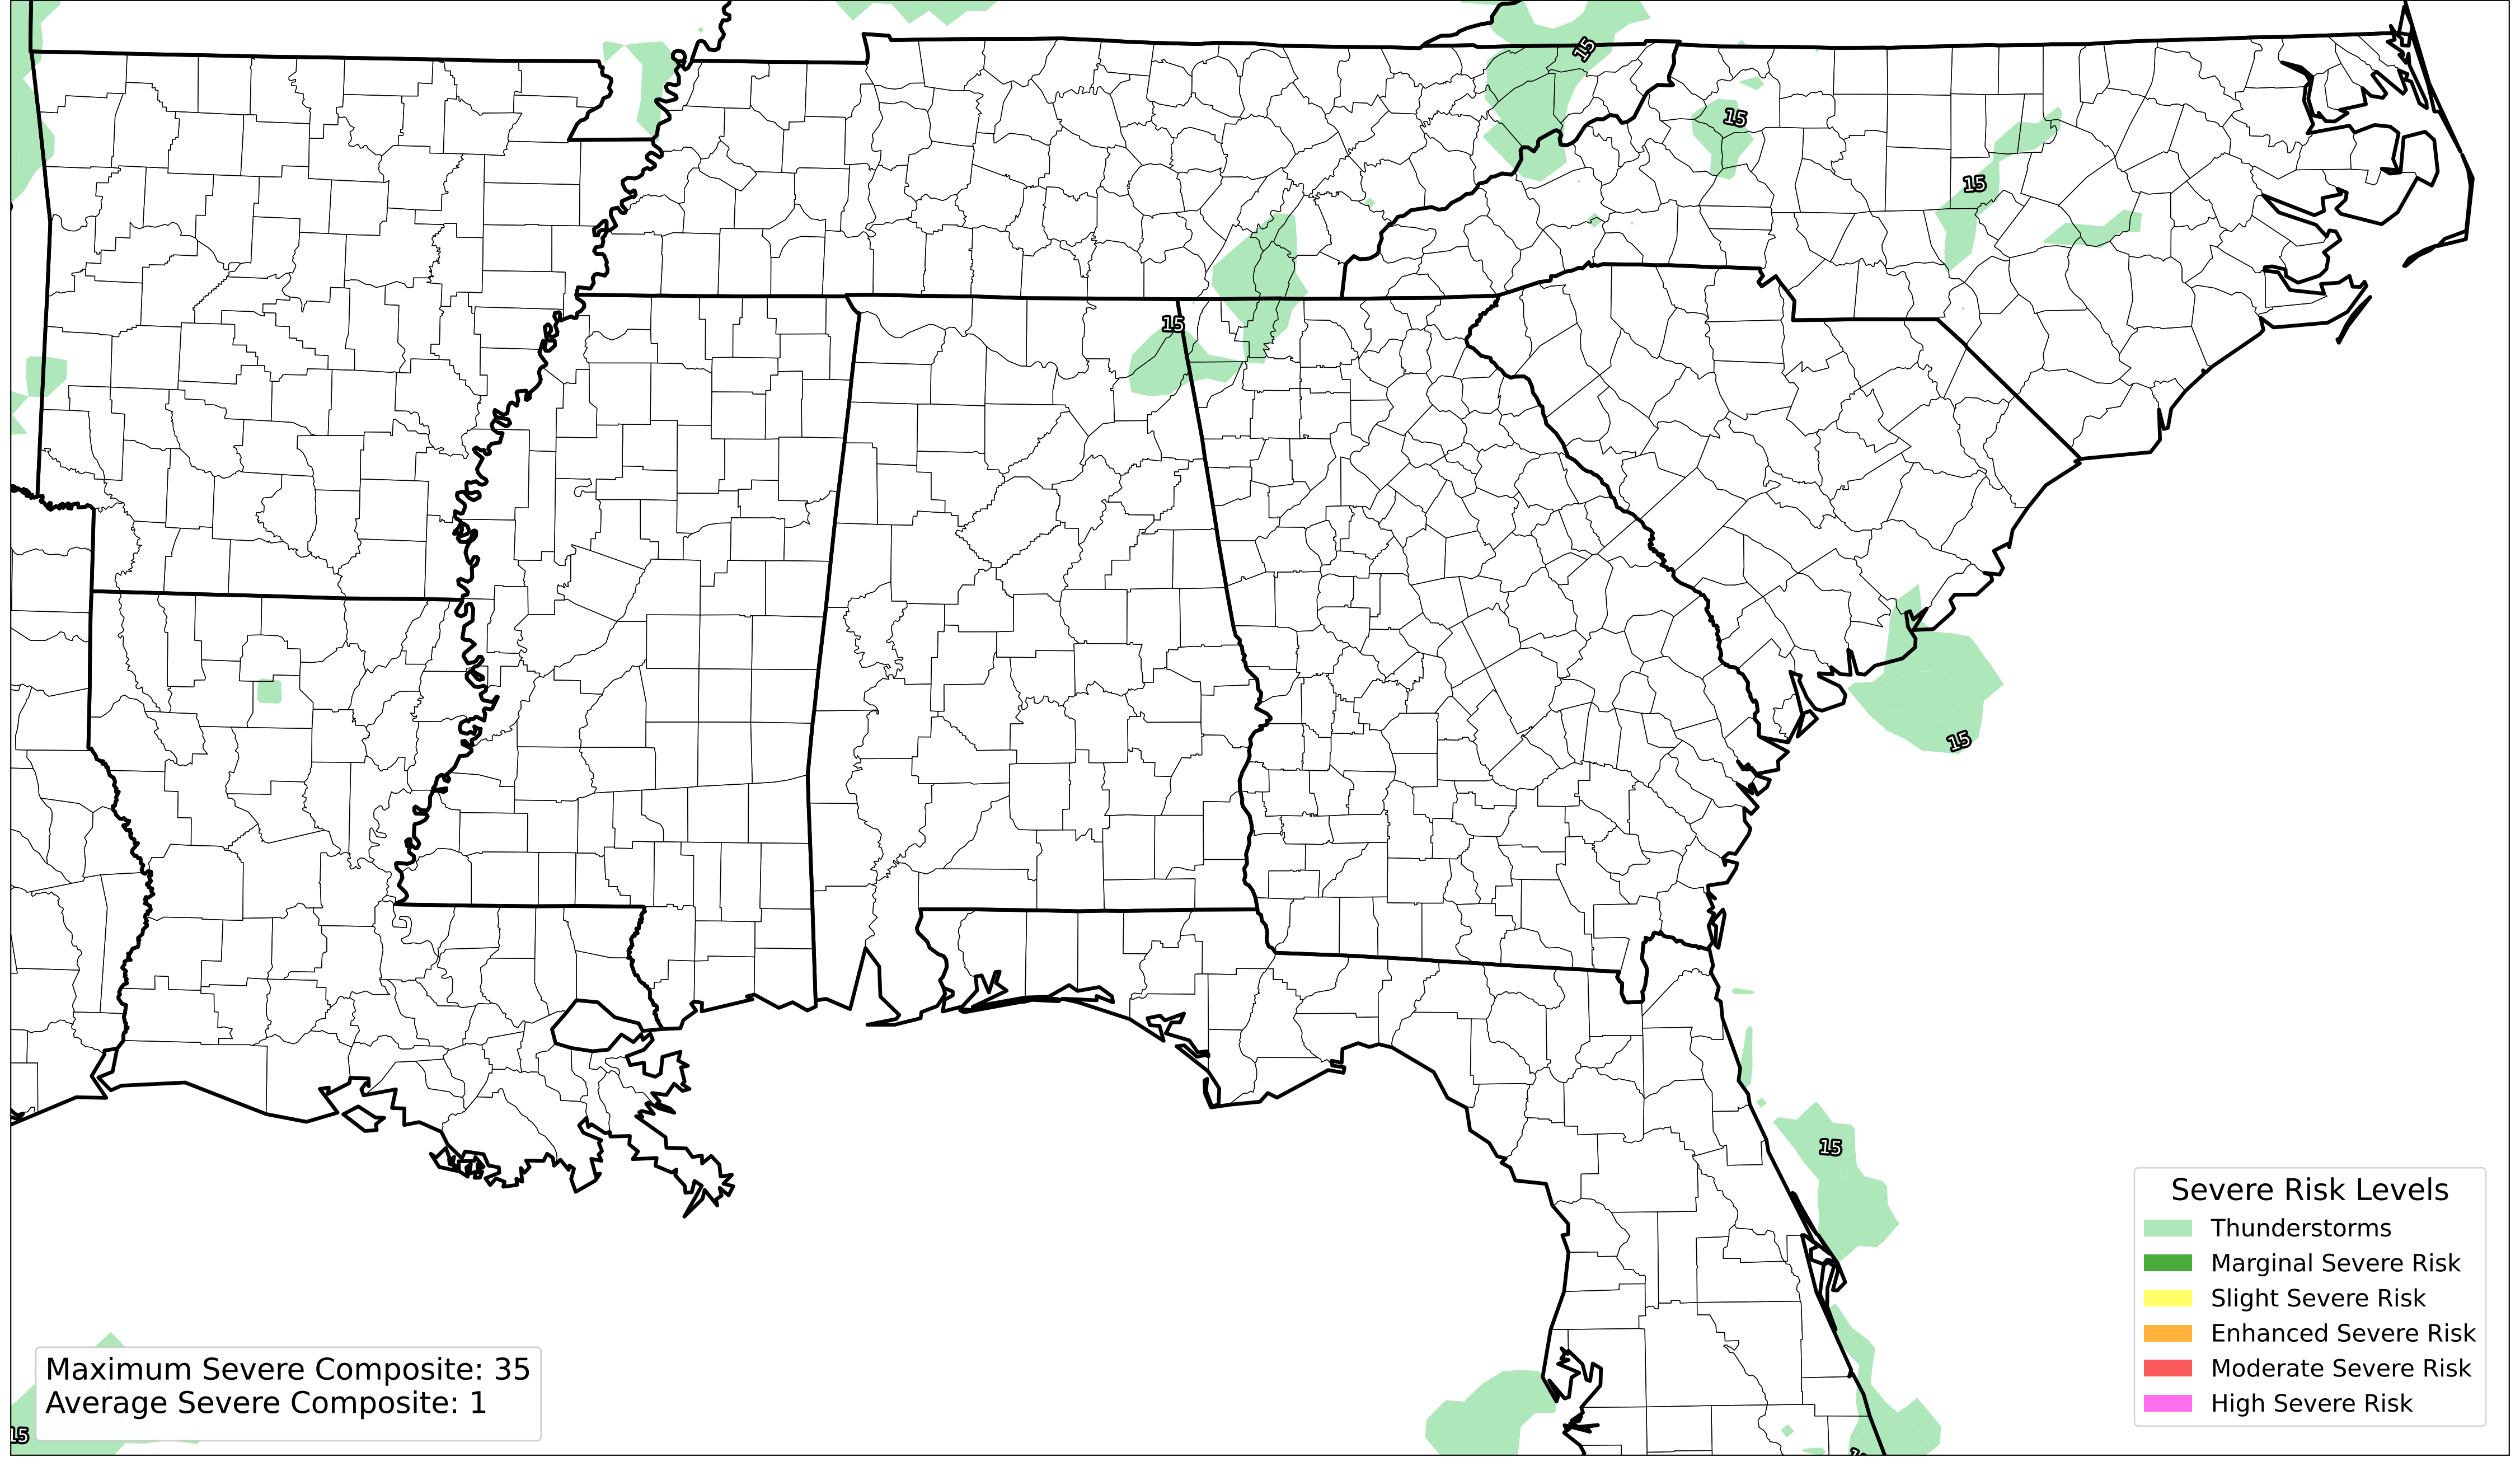 15
15
15
15
15
15
Severe Risk Levels
Thunderstorms
Marginal Severe Risk
Slight Severe Risk
Enhanced Severe Risk
Moderate Severe Risk
High Severe Risk
Maximum Severe Composite: 35
Average Severe Composite: 1
15